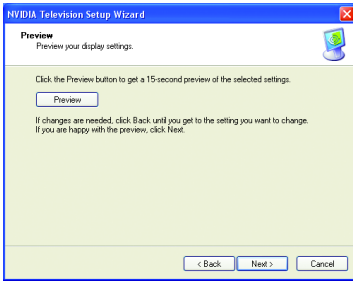 NVIDIA Television Setup Wizard
Preview
Preview your display settings.
Click the Preview button to get a 15-second preview of the selected settings.
Preview
If changes are needed, click Back until you get to the setting you want to change.
If you are happy with the preview, click Next.
< Back
Next >
Cancel